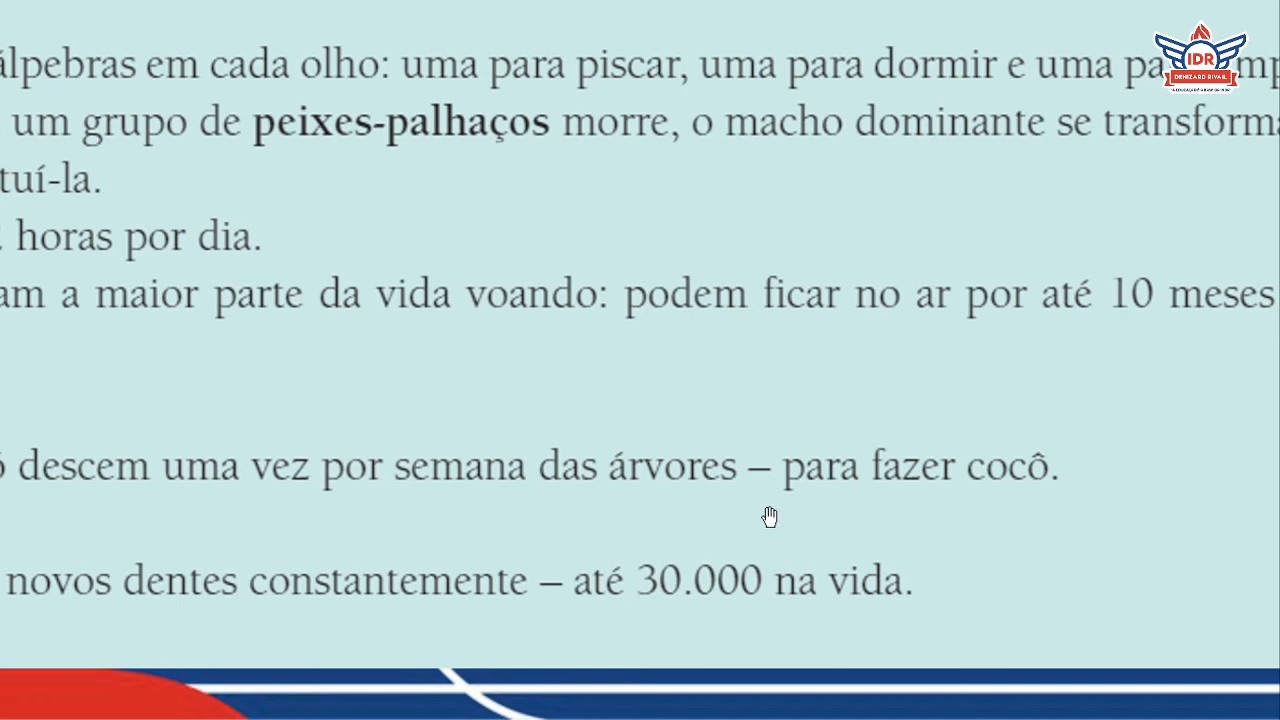 álpebras em cada olho: uma para piscar, uma para dormir e uma
um grupo de peixes-palhaços morre, o macho dominante se transforma
tuí-la.
horas por dia.
am a maior parte da vida voando: podem ficar no ar por até 10 meses
descem uma vez por semana das árvores – para fazer cocô.
novos dentes constantemente – até 30.000 na vida.
IDR
DENIZARD RIVAIL